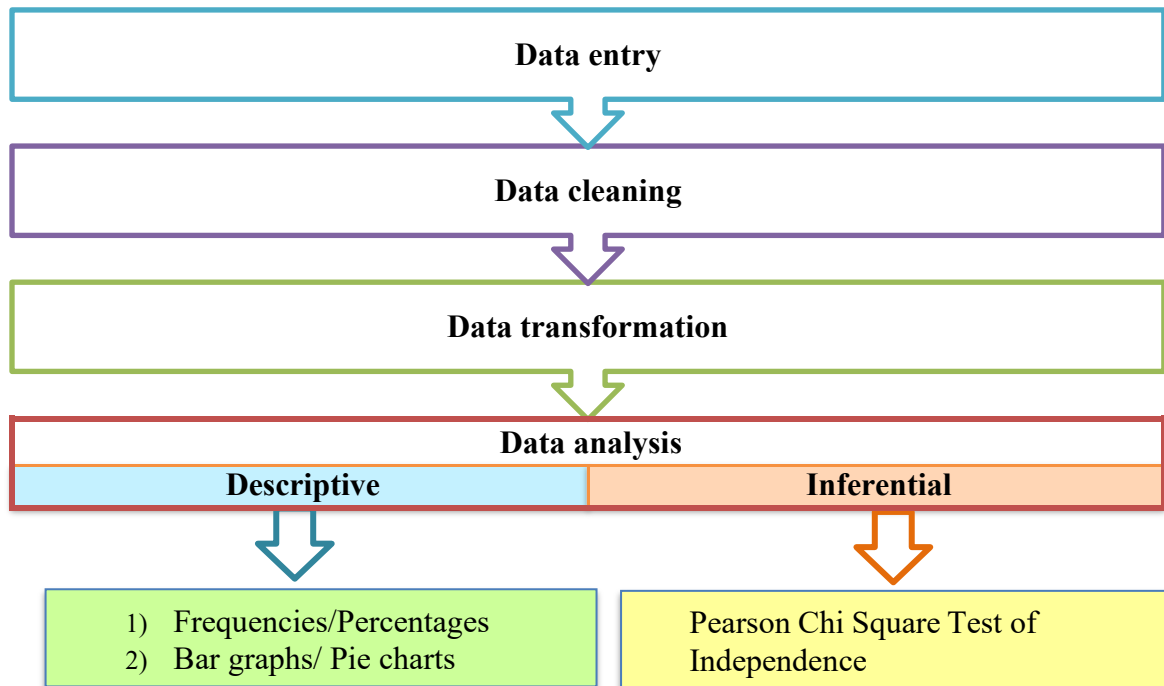 Data entry
Data cleaning
Data transformation
Data analysis
Descriptive
Inferential
1) Frequencies/Percentages
2) Bar graphs/ Pie charts
Pearson Chi Square Test of
Independence